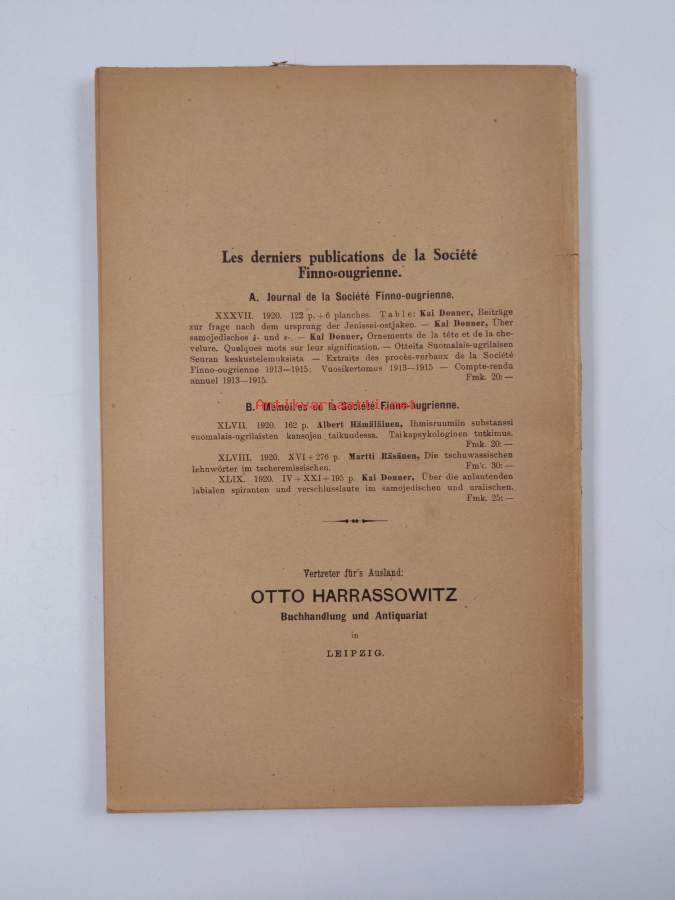 Les derniers publications de la Société
Finno-ougrienne.
A. Journal de la Société Finno-ougrienne.
XXXVII. 1920. 122 p. + 6 planches. Table: Kai Donner, Beiträge
zur frage nach dem ursprung der Jenissei-ostjaken. — Kai Donner, Über
samojedisches š- und s-. — Kai Donner, Ornements de la tête et de la che-
velure. Quelques mots sur leur signification. — Otteita Suomalais-ugrilaisen
Seuran keskustelemuksista — Extraits des procès-verbaux de la Société
Finno-ougrienne 1913—1915: Vuosikertomus 1913—1915 — Compte-rendu
annuel 1913—1915. Fmk. 20:—
Antikvariaatti.net
B. Mémoires de la Société Finno-ougrienne.
XLVII. 1920. 162 p. Albert Hämäläinen, Ihmisruumiin substanssi
suomalais-ugrilaisten kansojen taikuudessa. Taikapsykologinen tutkimus.
Fmk. 20:—
XLVIII. 1920. XVI + 276 p. Martti Räsänen, Die tschuwassischen
lehnwörter im tscheremissischen. Fmk. 30:—
XLIX. 1920. IV + XXI + 195 p. Kai Donner, Über die anlautenden
labialen spiranten und verschlusslaute im samojedischen und uralischen.
Fmk. 25:—
Vertreter für's Ausland:
OTTO HARRASSOWITZ
Buchhandlung und Antiquariat
in
LEIPZIG.